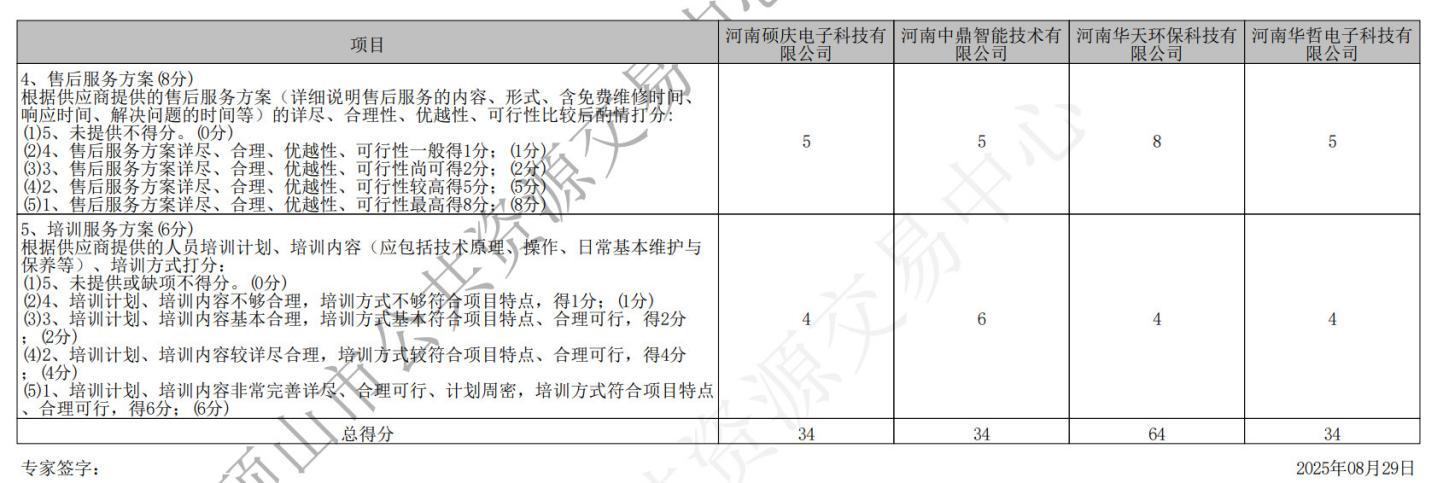 项目
河南硕庆电子科技有
限公司
河南中鼎智能技术有
限公司
河南华天环保科技有
限公司
河南华哲电子科技有
限公司
4、售后服务方案(8分)
根据供应商提供的售后服务方案（详细说明售后服务的内容、形式、含免费维修时间、
响应时间、解决问题的时间等）的详尽、合理性、优越性、可行性比较后酌情打分：
(1)5、未提供不得分。(0分)
(2)4、售后服务方案详尽、合理、优越性、可行性一般得1分；(1分)
(3)3、售后服务方案详尽、合理、优越性、可行性尚可得2分；(2分)
(4)2、售后服务方案详尽、合理、优越性、可行性较高得5分；(5分)
(5)1、售后服务方案详尽、合理、优越性、可行性最高得8分；(8分)
5
5
8
5
5、培训服务方案(6分)
根据供应商提供的人员培训计划、培训内容（应包括技术原理、操作、日常基本维护与
保养等）、培训方式打分：
(1)5、未提供或缺项不得分。(0分)
(2)4、培训计划、培训内容不够合理，培训方式不够符合项目特点，得1分；(1分)
(3)3、培训计划、培训内容基本合理，培训方式基本符合项目特点、合理可行，得2分
；(2分)
(4)2、培训计划、培训内容较详尽合理，培训方式较符合项目特点、合理可行，得4分
；(4分)
(5)1、培训计划、培训内容非常完善详尽、合理可行、计划周密，培训方式符合项目特点
、合理可行，得6分；(6分)
4
6
4
4
总得分
34
34
64
34
专家签字：
2025年08月29日
顶山市公共资源交易中心
共资源交易中心